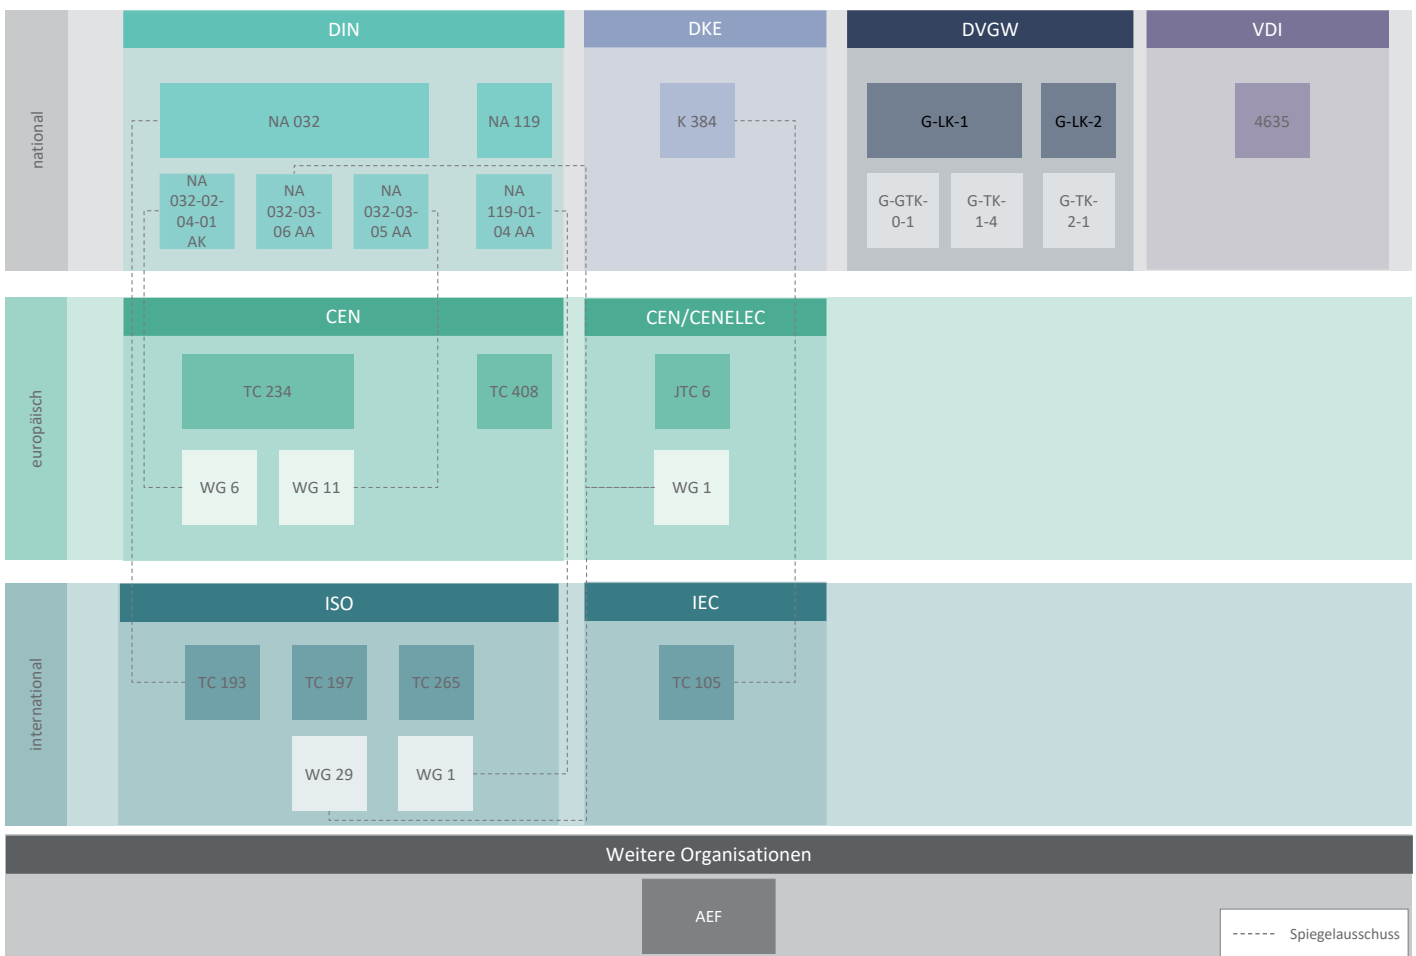 national
DIN
DKE
DVGW
VDI
NA 032
NA 119
K 384
G-LK-1
G-LK-2
4635
NA
032-02-
04-01
AK
NA
032-03-
06 AA
NA
032-03-
05 AA
NA
119-01-
04 AA
G-GTK-
0-1
G-TK-
1-4
G-TK-
2-1
europäisch
CEN
CEN/CENELEC
TC 234
TC 408
JTC 6
WG 6
WG 11
WG 1
international
ISO
IEC
TC 193
TC 197
TC 265
TC 105
WG 29
WG 1
Weitere Organisationen
AEF
Spiegelausschuss